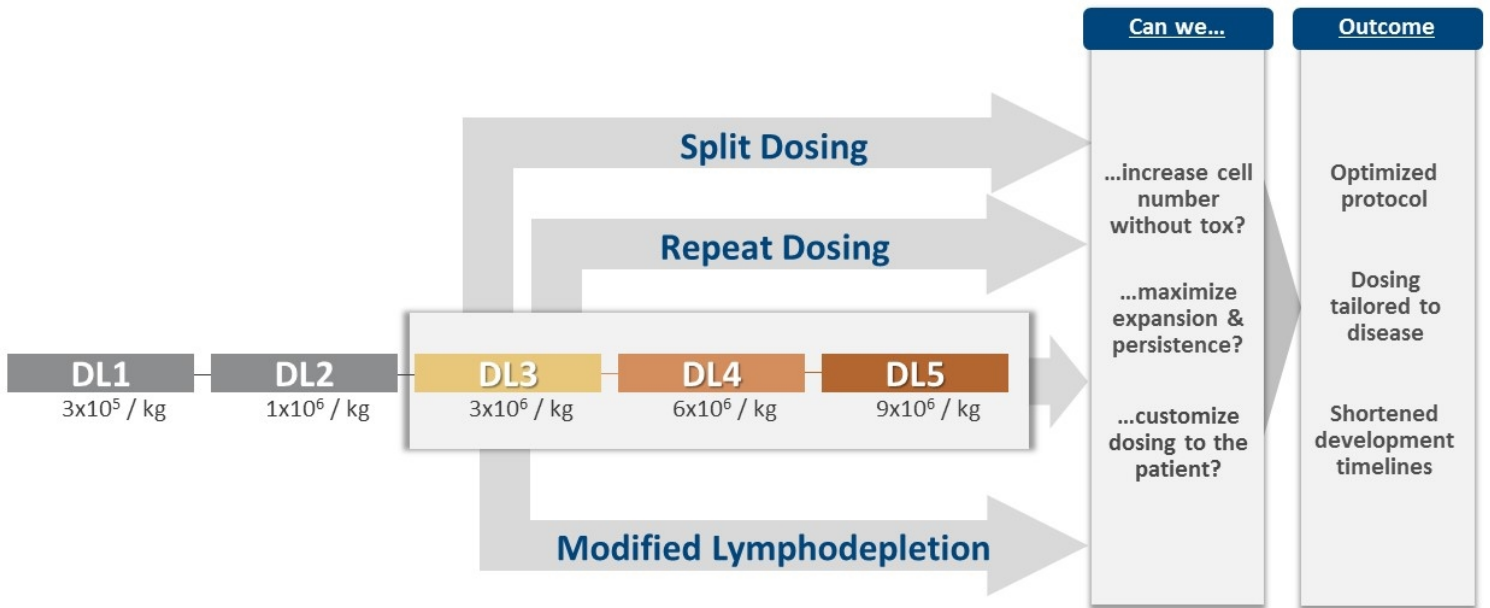 Can we...
Outcome
Split Dosing
Repeat Dosing
DL1
3x10⁵ / kg
DL2
1x10⁶ / kg
DL3
3x10⁶ / kg
DL4
6x10⁶ / kg
DL5
9x10⁶ / kg
Modified Lymphodepletion
...increase cell
number
without tox?
...maximize
expansion &
persistence?
...customize
dosing to the
patient?
Optimized
protocol
Dosing
tailored to
disease
Shortened
development
timelines